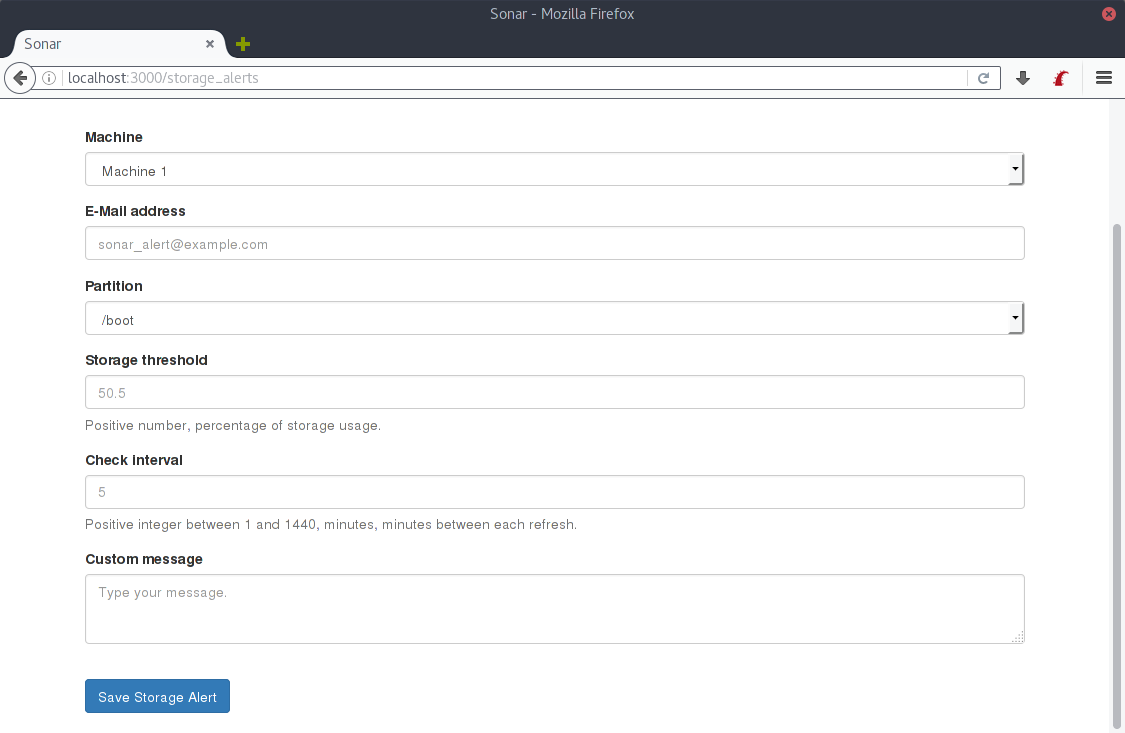 Sonar - Mozilla Firefox
Sonar
localhost:3000/storage_alerts
Machine
Machine 1
E-Mail address
sonar_alert@example.com
Partition
/boot
Storage threshold
50.5
Positive number, percentage of storage usage.
Check interval
5
Positive integer between 1 and 1440, minutes, minutes between each refresh.
Custom message
Type your message.
Save Storage Alert